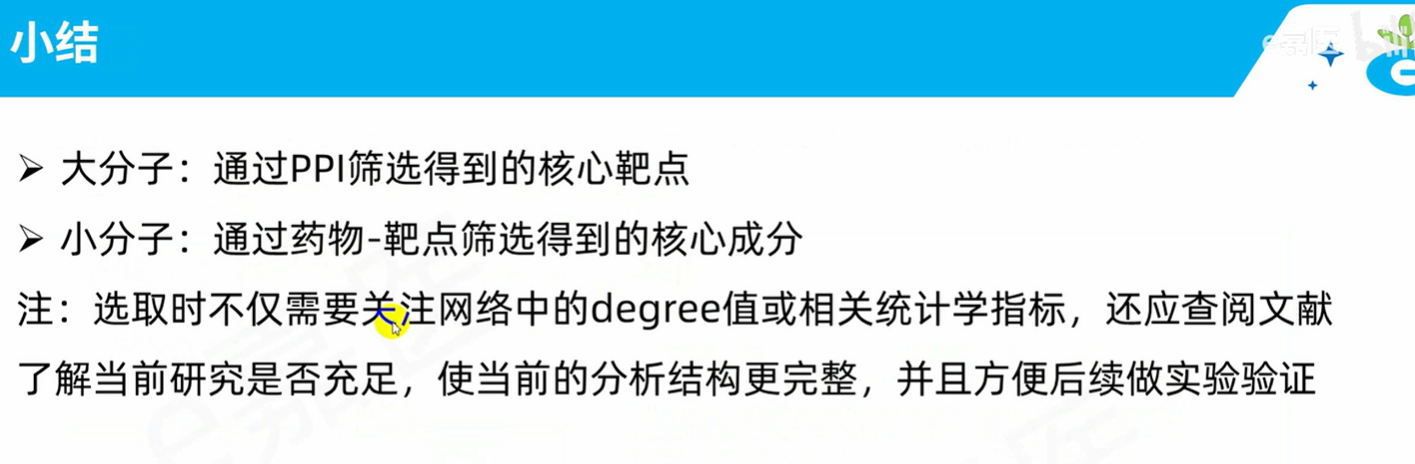 小结
➢ 大分子：通过PPI筛选得到的核心靶点
➢ 小分子：通过药物-靶点筛选得到的核心成分
注：选取时不仅需要关注网络中的degree值或相关统计学指标，还应查阅文献
了解当前研究是否充足，使当前的分析结构更完整，并且方便后续做实验验证